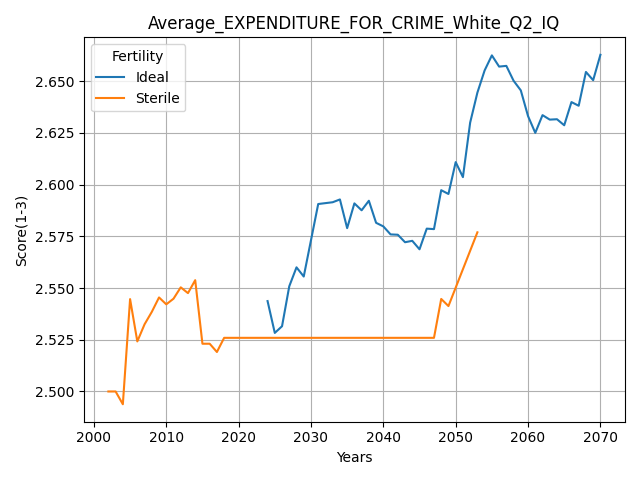 Average_EXPENDITURE_FOR_CRIME_White_Q2_IQ
Fertility
Ideal
Sterile
Score(1-3)
2.650
2.625
2.600
2.575
2.550
2.525
2.500
2000 2010 2020 2030 2040 2050 2060 2070
Years